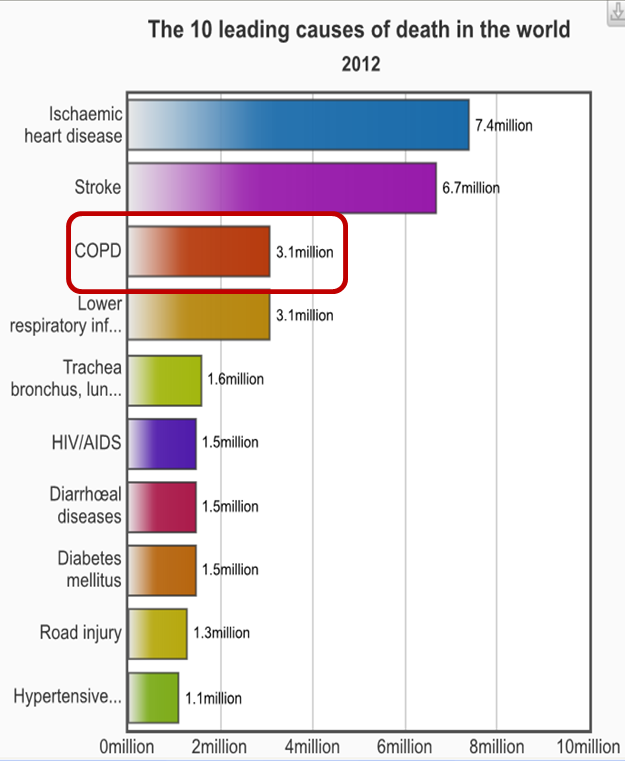 The 10 leading causes of death in the world
2012
Ischaemic
heart disease
7.4million
Stroke
6.7million
COPD
3.1million
Lower
respiratory inf...
3.1million
Trachea
bronchus, lun...
1.6million
HIV/AIDS
1.5million
Diarrhœal
diseases
1.5million
Diabetes
mellitus
1.5million
Road injury
1.3million
Hypertensive...
1.1million
0million 2million 4million 6million 8million 10million